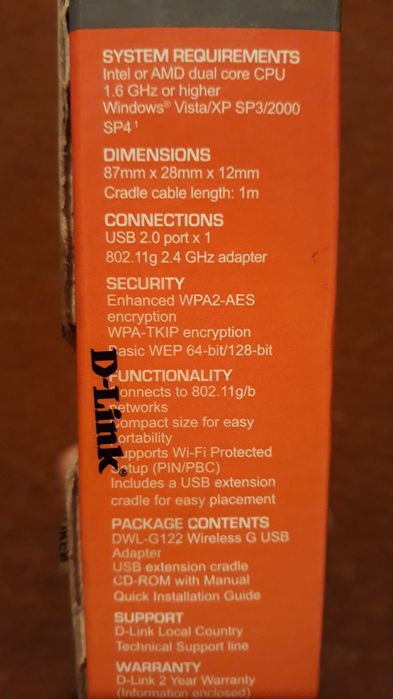 SYSTEM REQUIREMENTS
Intel or AMD dual core CPU
1.6 GHz or higher
Windows® Vista/XP SP3/2000
SP4¹
DIMENSIONS
87mm x 28mm x 12mm
Cradle cable length: 1m
CONNECTIONS
USB 2.0 port x 1
802.11g 2.4 GHz adapter
SECURITY
Enhanced WPA2-AES
encryption
WPA-TKIP encryption
Basic WEP 64-bit/128-bit
FUNCTIONALITY
Connects to 802.11g/b
networks
Compact size for easy
portability
Supports Wi-Fi Protected
Setup (PIN/PBC)
Includes a USB extension
cradle for easy placement
PACKAGE CONTENTS
DWL-G122 Wireless G USB
Adapter
USB extension cradle
CD-ROM with Manual
Quick Installation Guide
SUPPORT
D-Link Local Country
Technical Support line
WARRANTY
D-Link 2 Year Warranty
(Information enclosed)
D-Link®